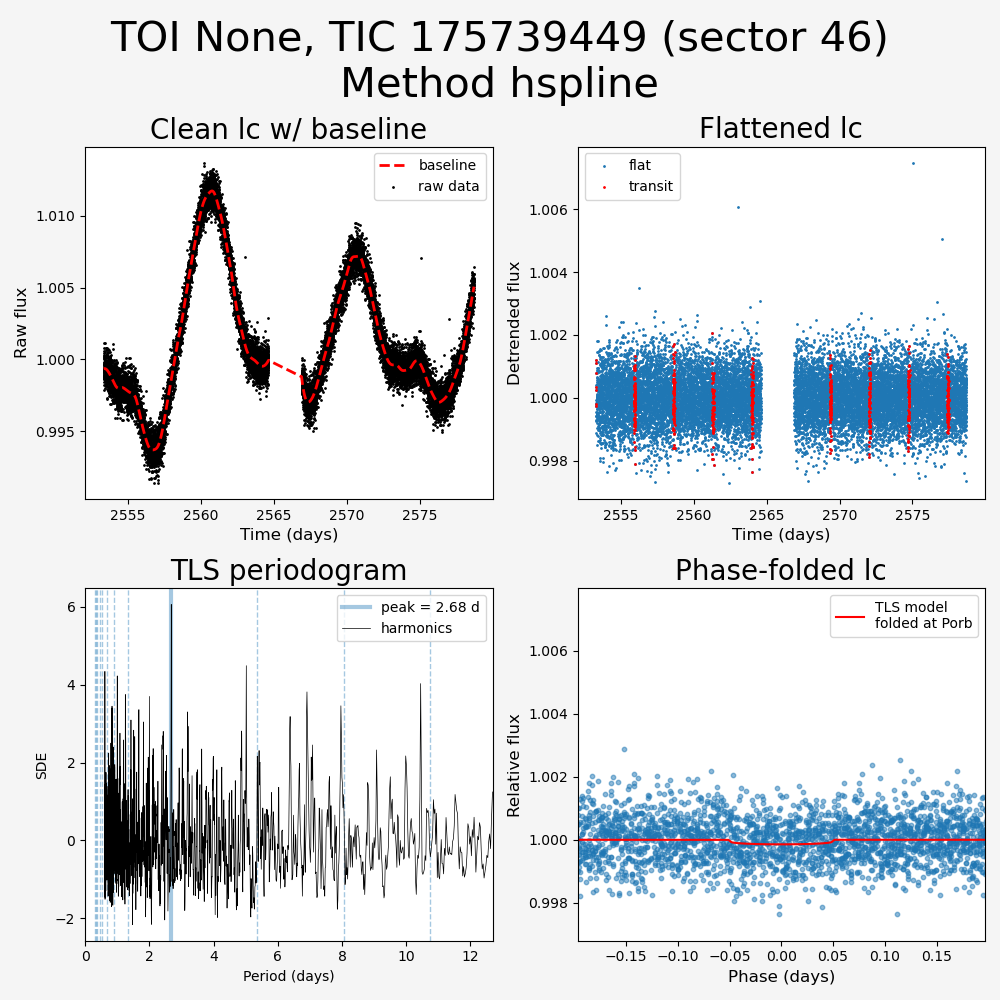 TOI None, TIC 175739449 (sector 46)
Method hspline
Clean lc w/ baseline
baseline
raw data
1.010
1.005
1.000
0.995
Raw flux
2555
2560
2565
2570
2575
Time (days)
Flattened lc
flat
transit
1.006
1.004
1.002
1.000
0.998
Detrended flux
2555
2560
2565
2570
2575
Time (days)
TLS periodogram
peak = 2.68 d
harmonics
6
4
2
0
−2
SDE
0
2
4
6
8
10
12
Period (days)
Phase-folded lc
TLS model
folded at Porb
1.006
1.004
1.002
1.000
0.998
Relative flux
−0.15
−0.10
−0.05
0.00
0.05
0.10
0.15
Phase (days)